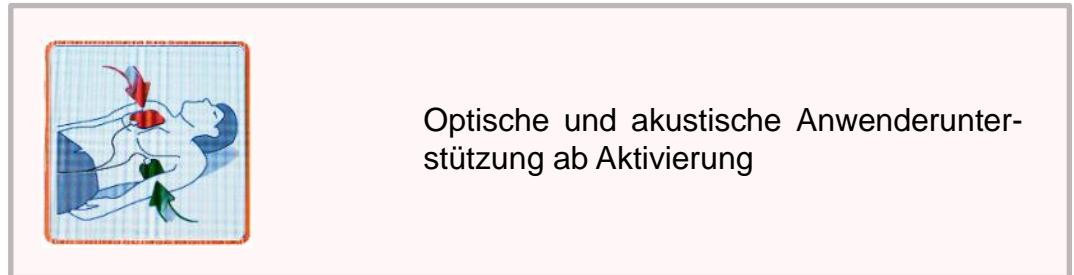 Optische und akustische Anwenderunter-
stützung ab Aktivierung